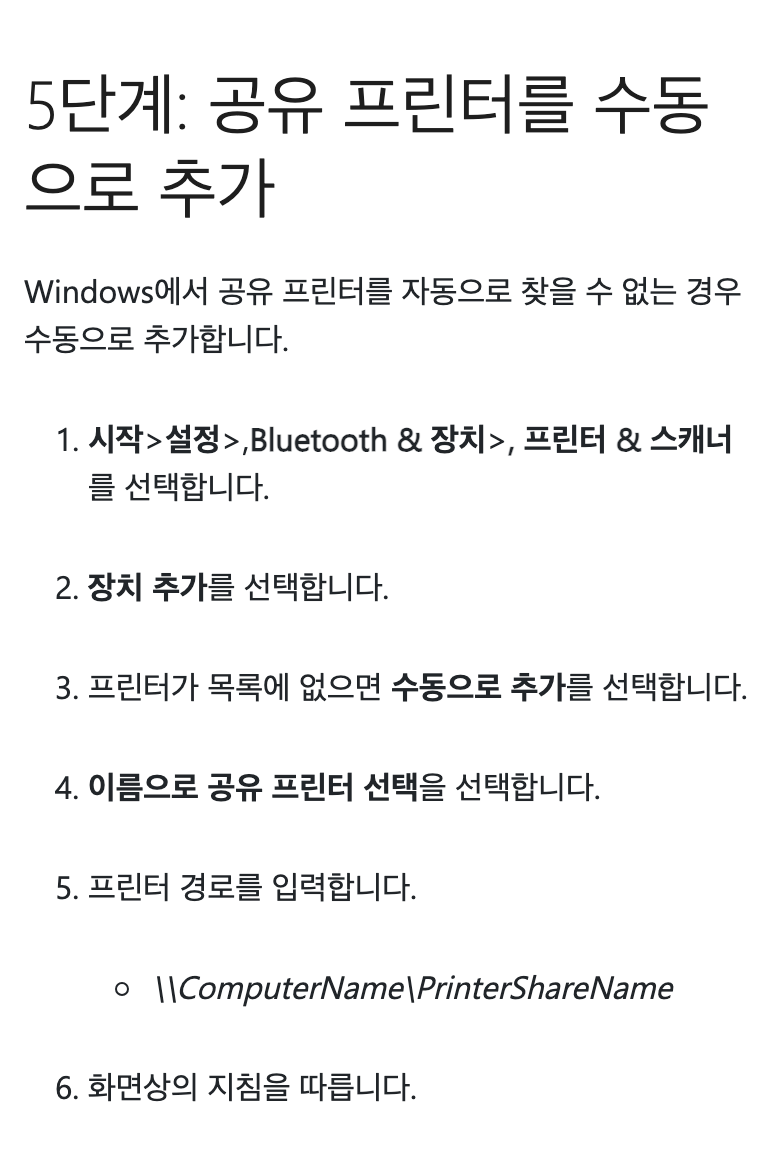 5단계: 공유 프린터를 수동
으로 추가
Windows에서 공유 프린터를 자동으로 찾을 수 없는 경우
수동으로 추가합니다.
1. 시작>설정>,Bluetooth & 장치>, 프린터 & 스캐너
를 선택합니다.
2. 장치 추가를 선택합니다.
3. 프린터가 목록에 없으면 수동으로 추가를 선택합니다.
4. 이름으로 공유 프린터 선택을 선택합니다.
5. 프린터 경로를 입력합니다.
○ \\ComputerName\PrinterShareName
6. 화면상의 지침을 따릅니다.